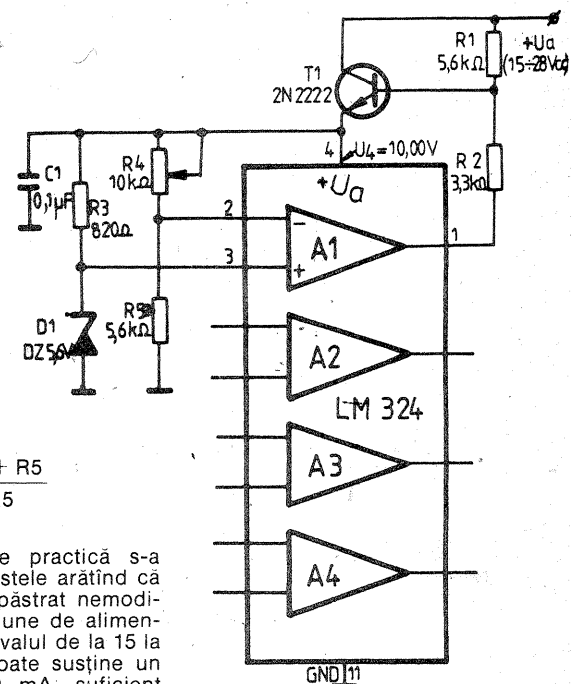 R1
5,6kΩ
+Ua
(15÷28Vcc)
T1
2N2222
4
U4=10,00V
R2
3,3kΩ
C1
0,1µF
R4
10kΩ
R3
820Ω
+Ua
2
3
1
−
A1
+
D1
DZ5,6V
R5
5,6kΩ
A2
LM 324
A3
A4
GND 11
+ R5
5
e practică s-a
stele arătînd că
păstrat nemodi-
une de alimen-
valul de la 15 la
oate susține un
mA, suficient